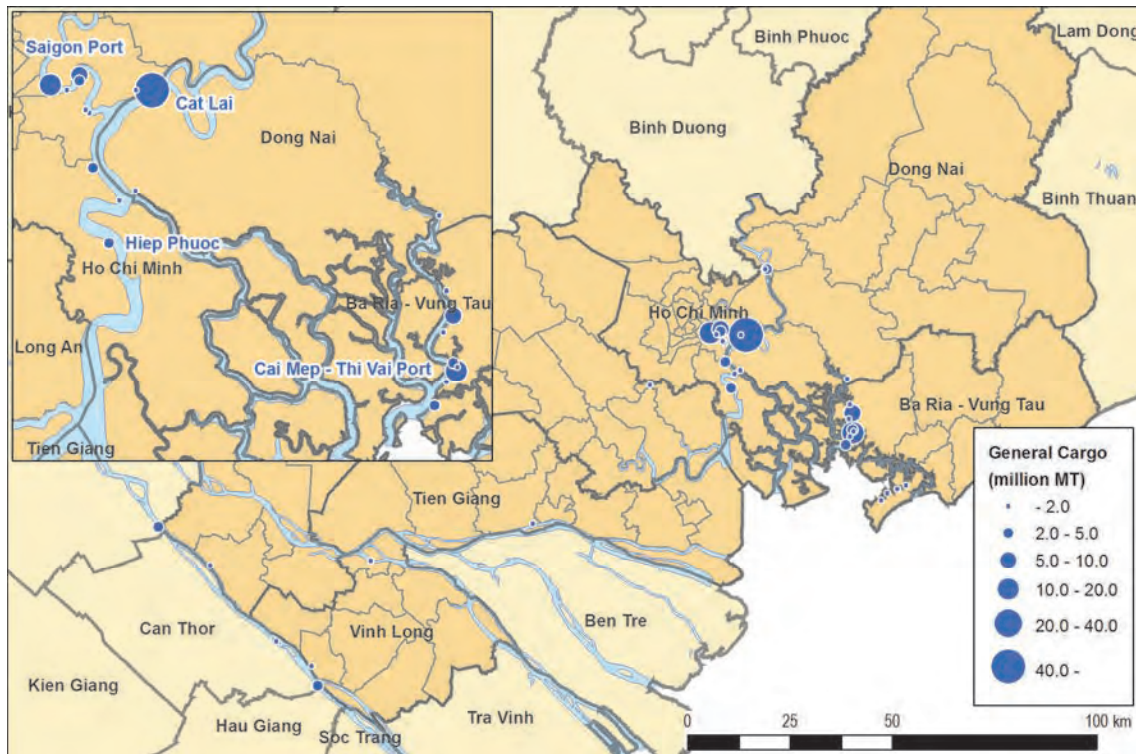 Saigon Port
Cat Lai
Dong Nai
Hiep Phuoc
Ho Chi Minh
Ba Ria - Vung Tau
Long An
Cai Mep - Thi Vai Port
Tien Giang
Binh Phuoc
Lam Dong
Binh Duong
Dong Nai
Binh Thuan
Ho Chi Minh
Ba Ria - Vung Tau
Tien Giang
Can Thor
Vinh Long
Ben Tre
Kien Giang
Hau Giang
Soc Trang
Tra Vinh
General Cargo
(million MT)
- 2.0
2.0 - 5.0
5.0 - 10.0
10.0 - 20.0
20.0 - 40.0
40.0 -
0 25 50 100 km